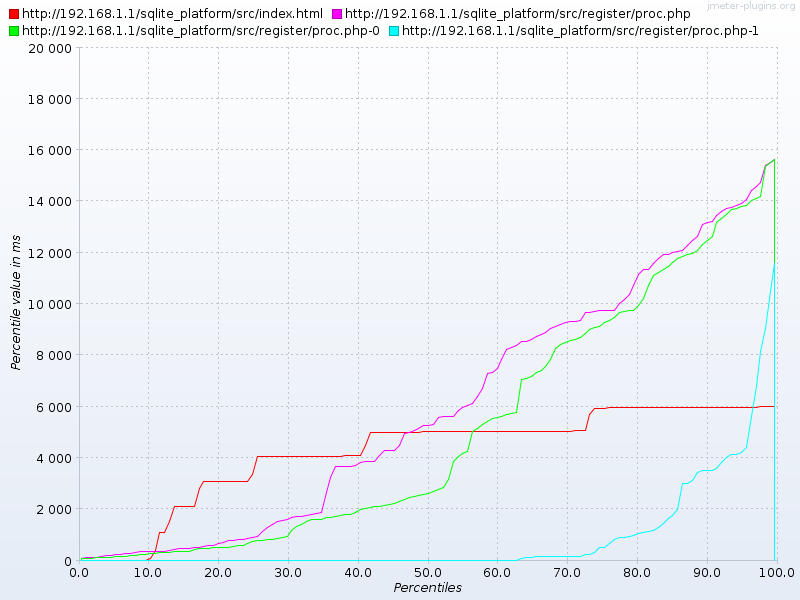 jmeter-plugins.org
http://192.168.1.1/sqlite_platform/src/index.html http://192.168.1.1/sqlite_platform/src/register/proc.php
http://192.168.1.1/sqlite_platform/src/register/proc.php-0 http://192.168.1.1/sqlite_platform/src/register/proc.php-1
20 000
18 000
16 000
14 000
12 000
10 000
8 000
6 000
4 000
2 000
0
Percentile value in ms
0.0 10.0 20.0 30.0 40.0 50.0 60.0 70.0 80.0 90.0 100.0
Percentiles